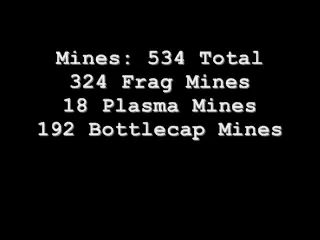 Mines: 534 Total
324 Frag Mines
18 Plasma Mines
192 Bottlecap Mines